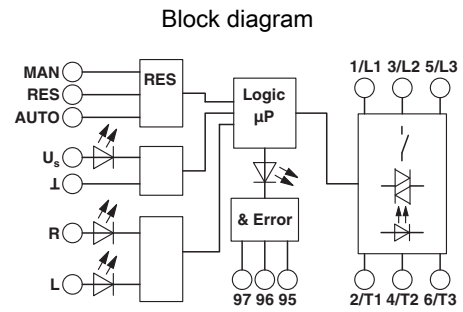 Block diagram
1/L1 3/L2 5/L3
MAN
RES
AUTO
RES
Logic
µP
Us
⊥
R
L
& Error
97 96 95
2/T1 4/T2 6/T3